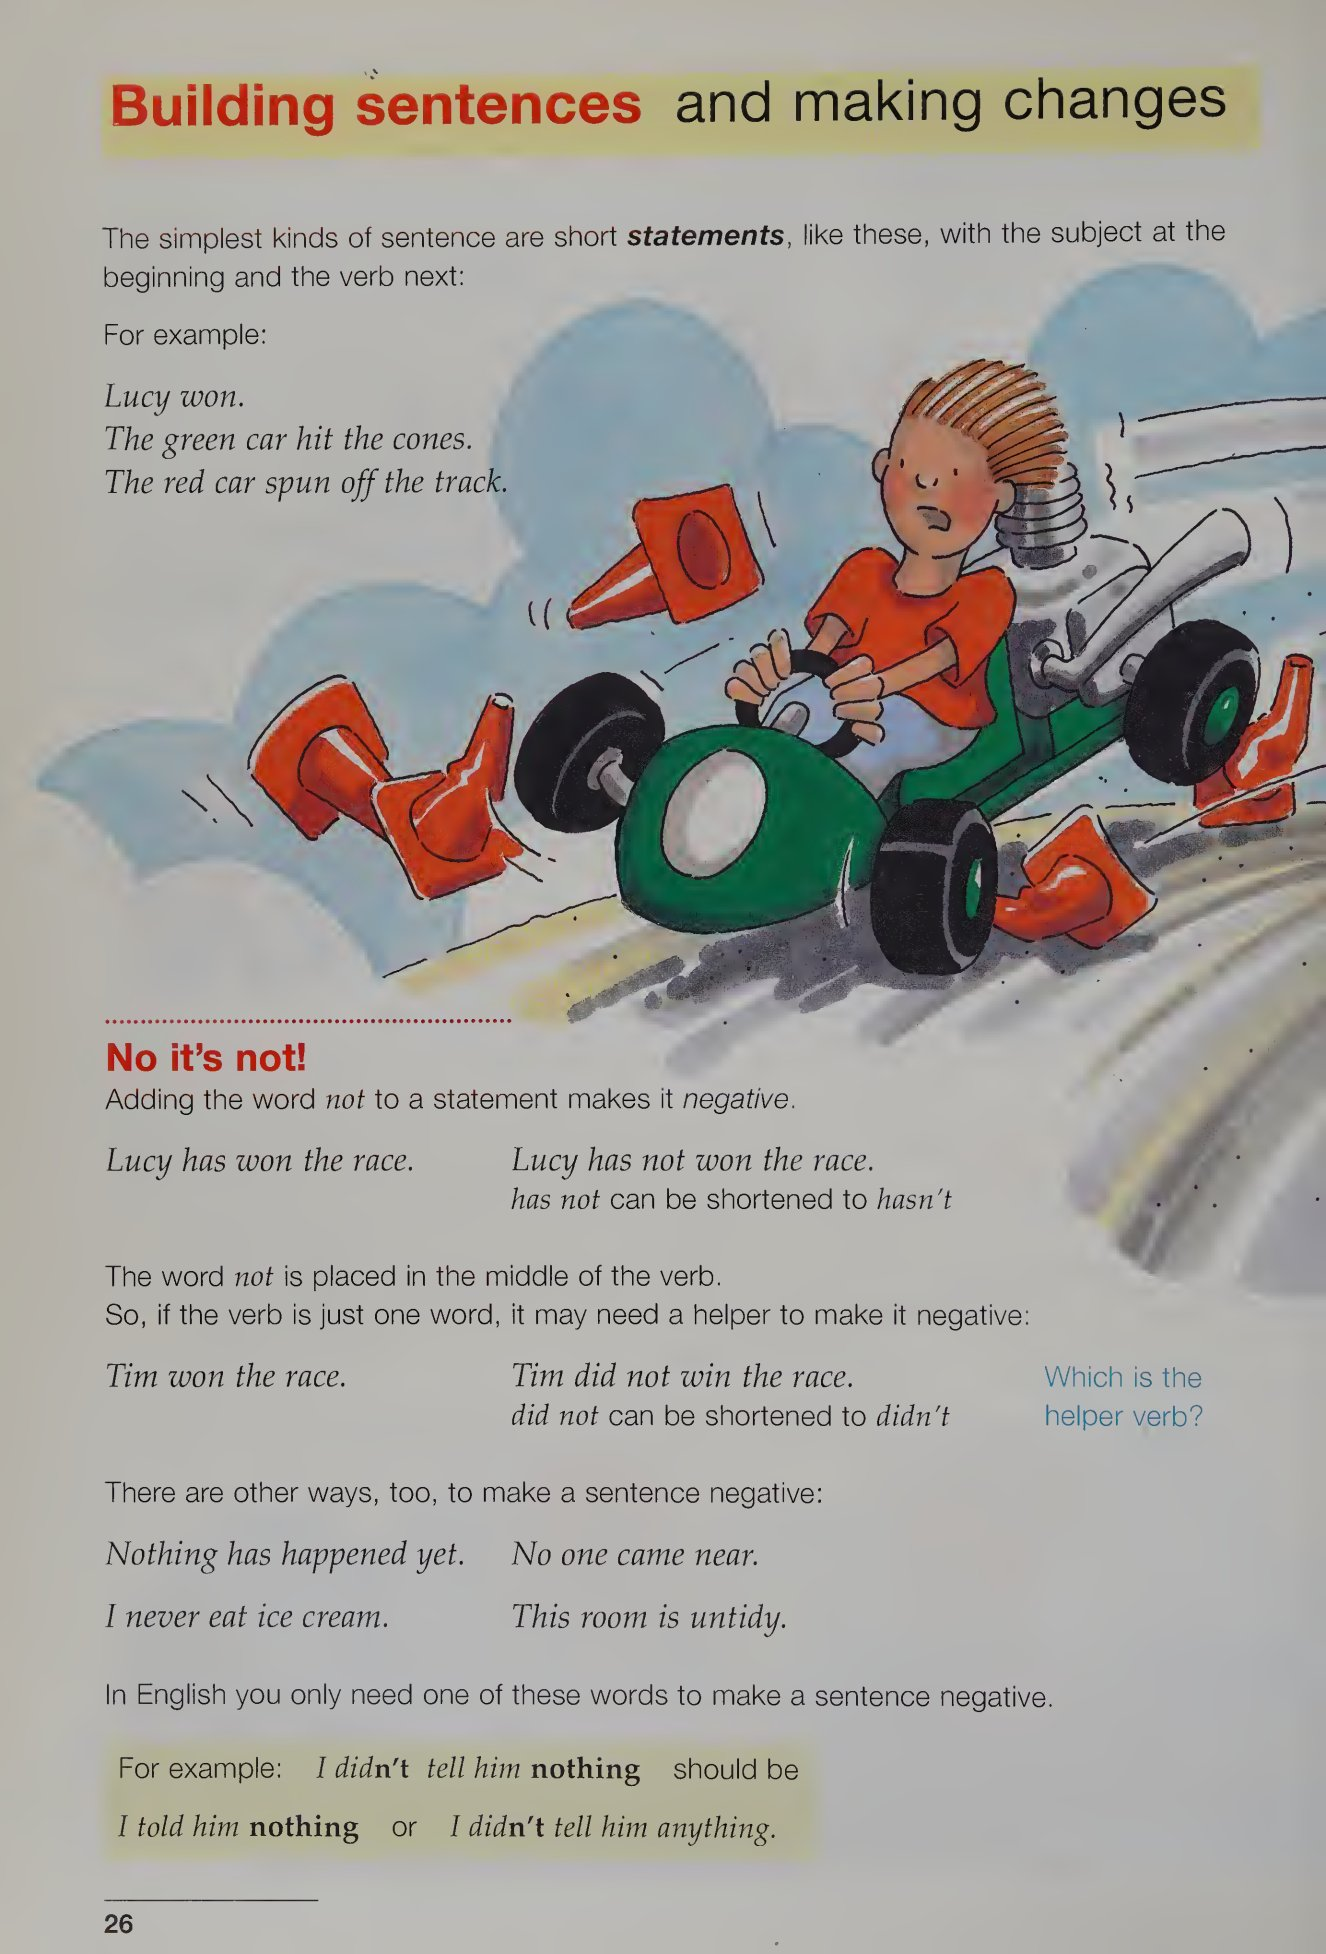 Building sentences and making changes
The simplest kinds of sentence are short statements, like these, with the subject at the
beginning and the verb next:
For example:
Lucy won.
The green car hit the cones.
The red car spun off the track.
No it's not!
Adding the word not to a statement makes it negative.
Lucy has won the race. Lucy has not won the race.
has not can be shortened to hasn't
The word not is placed in the middle of the verb.
So, if the verb is just one word, it may need a helper to make it negative:
Tim won the race. Tim did not win the race. Which is the
did not can be shortened to didn't helper verb?
There are other ways, too, to make a sentence negative:
Nothing has happened yet. No one came near.
I never eat ice cream. This room is untidy.
In English you only need one of these words to make a sentence negative.
For example: I didn't tell him nothing should be
I told him nothing or I didn't tell him anything.
26